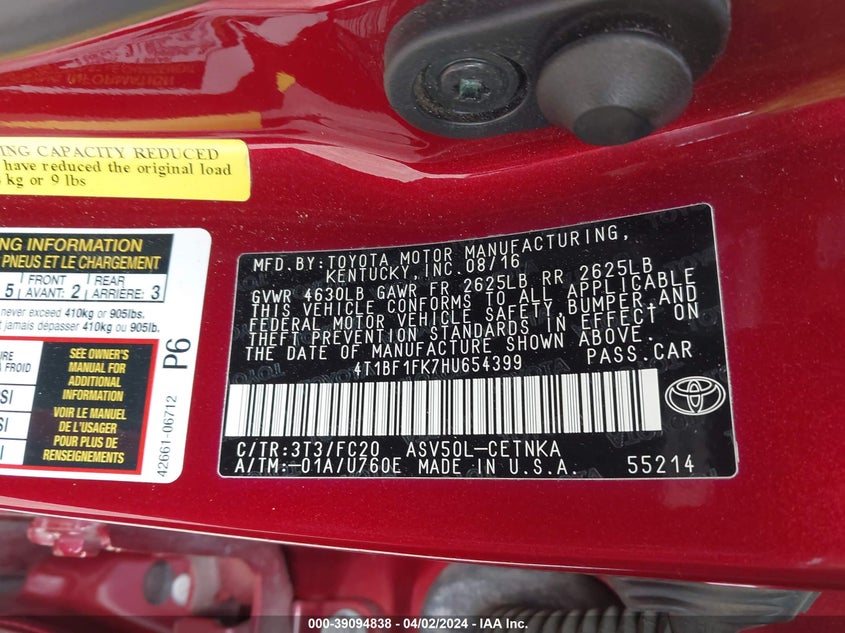 ING CAPACITY REDUCED
have reduced the original load
kg or 9 lbs
NG INFORMATION
PNEUS ET LE CHARGEMENT
5 FRONT AVANT: 2 REAR ARRIÈRE: 3
never exceed 410kg or 905lbs.
t jamais dépasser 410kg ou 905lb.
SEE OWNER'S
MANUAL FOR
ADDITIONAL
INFORMATION
VOIR LE MANUEL
DE L'USAGER
POUR PLUS DE
RENSEIGNEMENTS
P6
42661-06712
MFD.BY:TOYOTA MOTOR MANUFACTURING,
KENTUCKY,INC.08/16
GVWR 4630LB GAWR FR 2625LB RR 2625LB
THIS VEHICLE CONFORMS TO ALL APPLICABLE
FEDERAL MOTOR VEHICLE SAFETY,BUMPER,AND
THEFT PREVENTION STANDARDS IN EFFECT ON
THE DATE OF MANUFACTURE SHOWN ABOVE.
4T1BF1FK7HU654399 PASS.CAR
C/TR:3T3/FC20 ASV50L-CETNKA
A/TM:-01A/U760E MADE IN U.S.A. 55214
TOYOTA
000-39094838 - 04/02/2024 - IAA Inc.